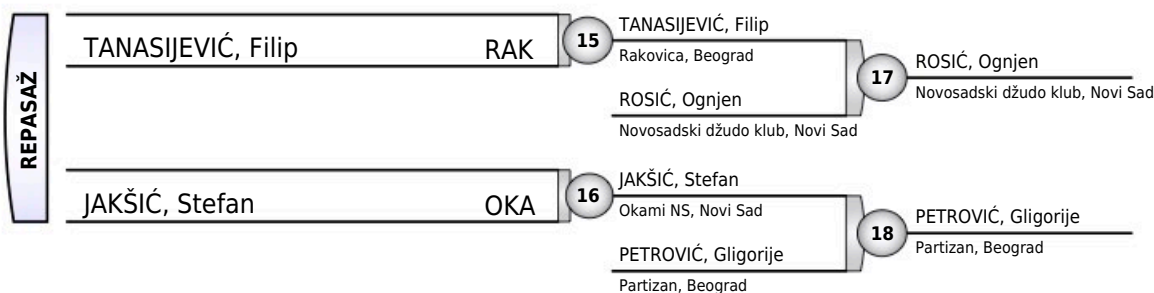 REPASAŽ
TANASIJEVIĆ, Filip RAK
15
TANASIJEVIĆ, Filip
Rakovica, Beograd
ROSIĆ, Ognjen
Novosadski džudo klub, Novi Sad
17
ROSIĆ, Ognjen
Novosadski džudo klub, Novi Sad
JAKŠIĆ, Stefan OKA
16
JAKŠIĆ, Stefan
Okami NS, Novi Sad
PETROVIĆ, Gligorije
Partizan, Beograd
18
PETROVIĆ, Gligorije
Partizan, Beograd